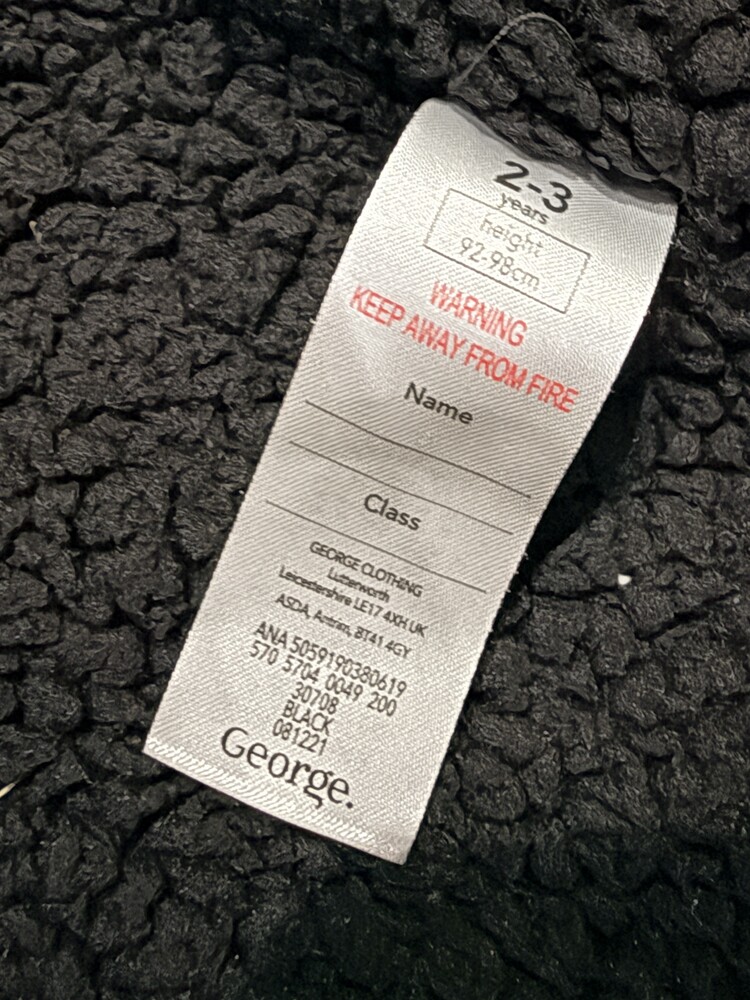 2-3
years
height
92-98cm
WARNING
KEEP AWAY FROM FIRE
Name
Class
GEORGE CLOTHING
Lutterworth
Leicestershire LE17 4XH UK
ASDA, Antrim, BT41 4GY
ANA 5059190380619
570 5704 0049 200
30708
BLACK
081221
George.